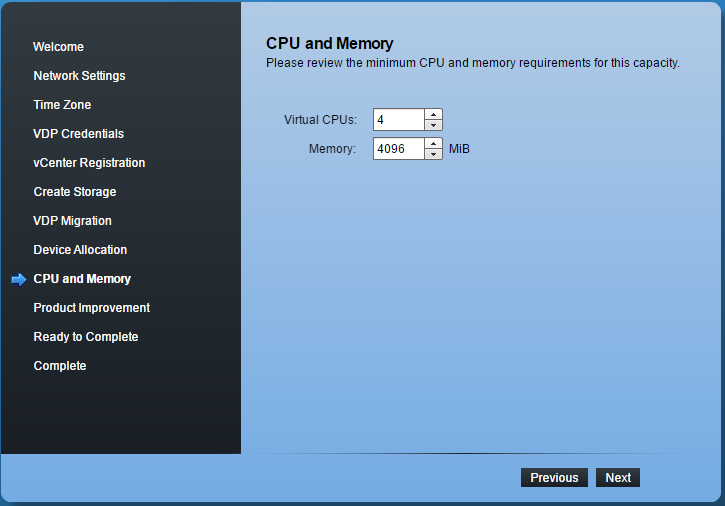 Welcome
Network Settings
Time Zone
VDP Credentials
vCenter Registration
Create Storage
VDP Migration
Device Allocation
CPU and Memory
Product Improvement
Ready to Complete
Complete
CPU and Memory
Please review the minimum CPU and memory requirements for this capacity.
Virtual CPUs: 4
Memory: 4096 MiB
Previous Next